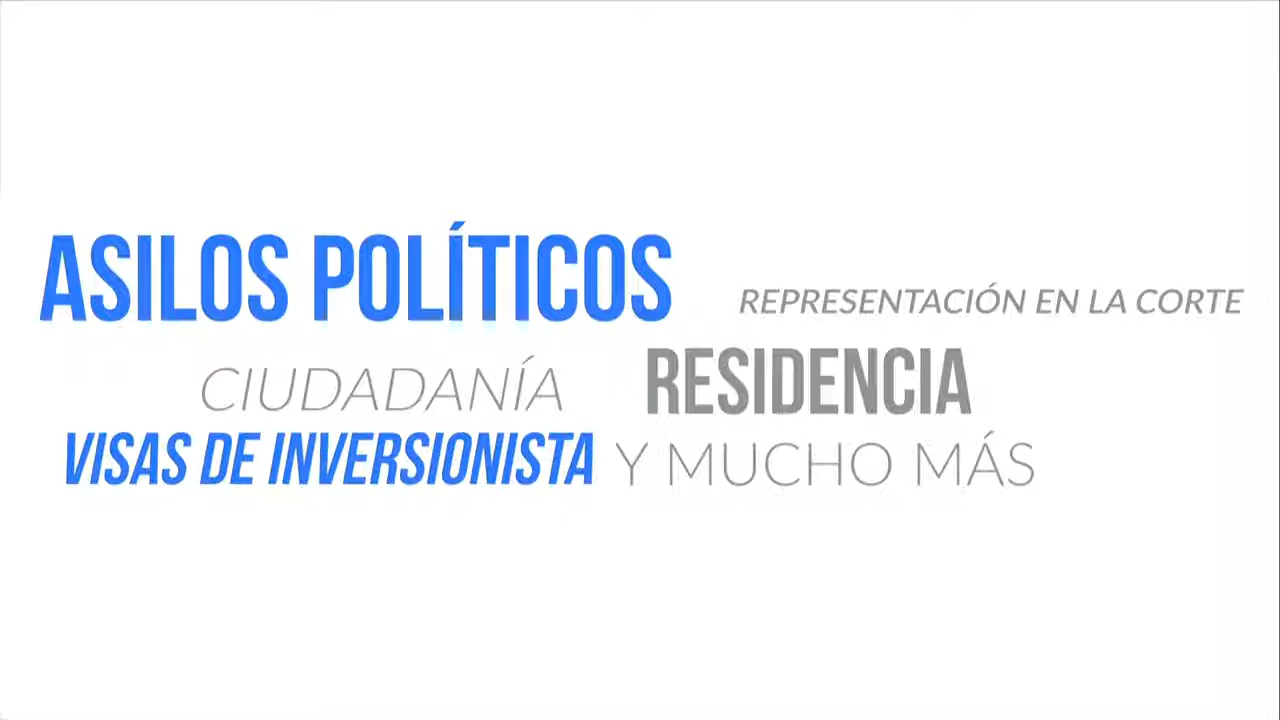 ASILOS POLÍTICOS
REPRESENTACIÓN EN LA CORTE
CIUDADANÍA
RESIDENCIA
VISAS DE INVERSIONISTA
Y MUCHO MÁS